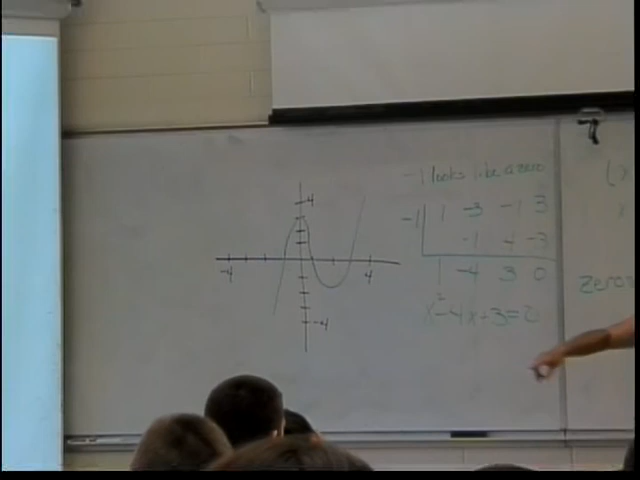 4
-4
4
-4
-1 looks like a zero
-1 | 1 -3 -1 3
-1 4 -3
1 -4 3 0
x²-4x+3=0
zeros